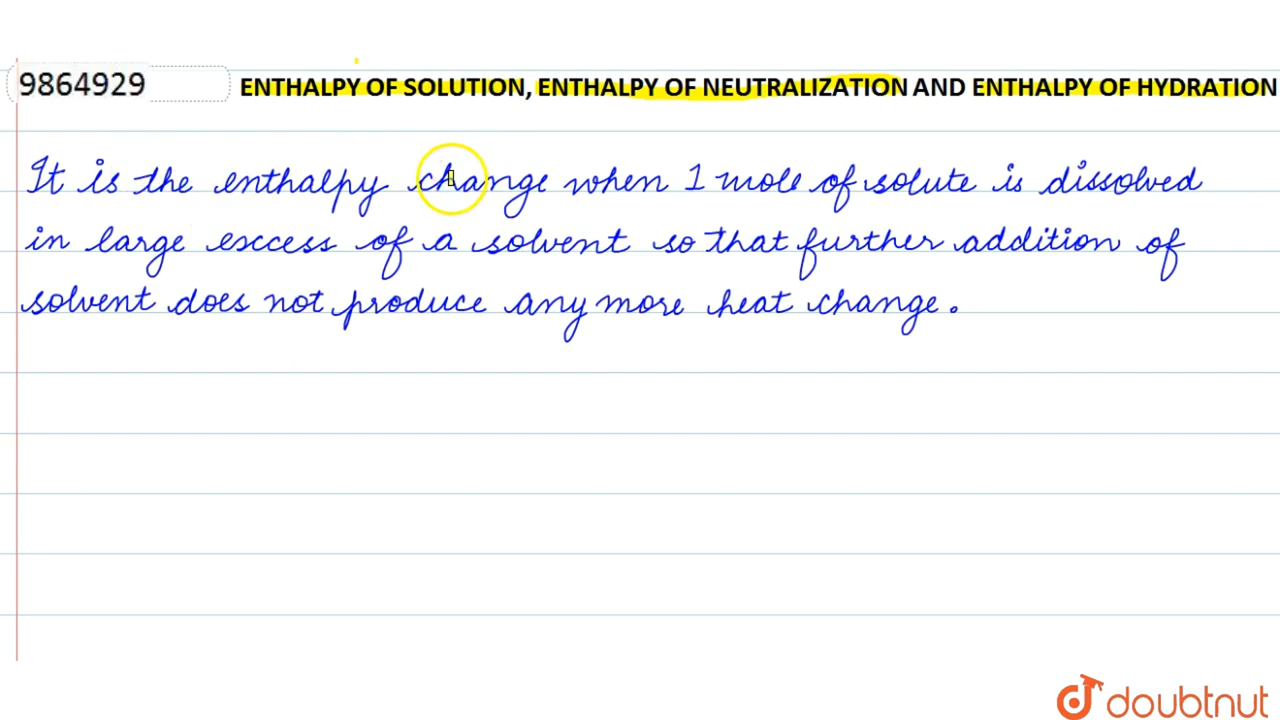 9864929 ENTHALPY OF SOLUTION, ENTHALPY OF NEUTRALIZATION AND ENTHALPY OF HYDRATION
It is the enthalpy change when 1 mole of solute is dissolved
in large excess of a solvent so that further addition of
solvent does not produce any more heat change.
doubtnut